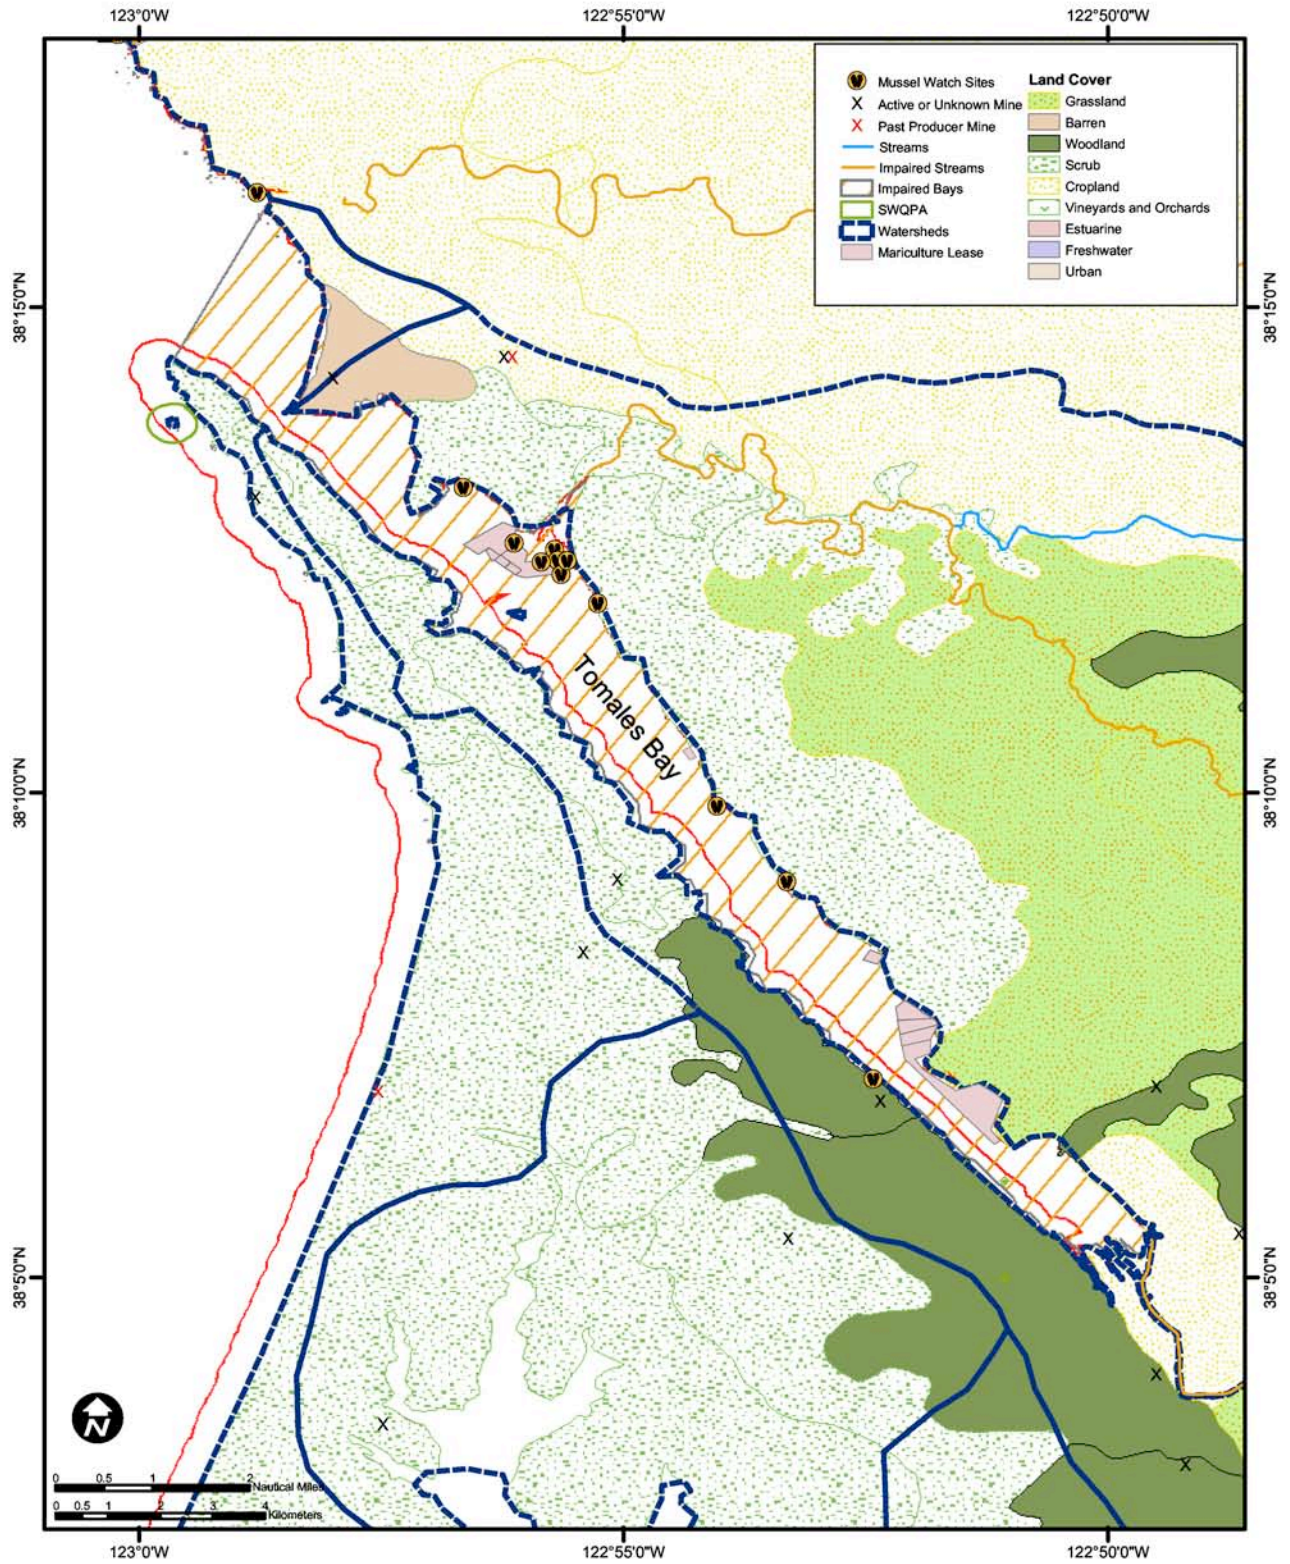 123°0'0"W 122°55'0"W 122°50'0"W
Mussel Watch Sites
Active or Unknown Mine
Past Producer Mine
Streams
Impaired Streams
Impaired Bays
SWQPA
Watersheds
Mariculture Lease
Land Cover
Grassland
Barren
Woodland
Scrub
Cropland
Vineyards and Orchards
Estuarine
Freshwater
Urban
38°15'0"N 38°15'0"N
Tomales Bay
38°10'0"N 38°10'0"N
38°5'0"N 38°5'0"N
N
0 0.5 1 2
Nautical Miles
0 0.5 1 2 3 4
Kilometers
123°0'0"W 122°55'0"W 122°50'0"W